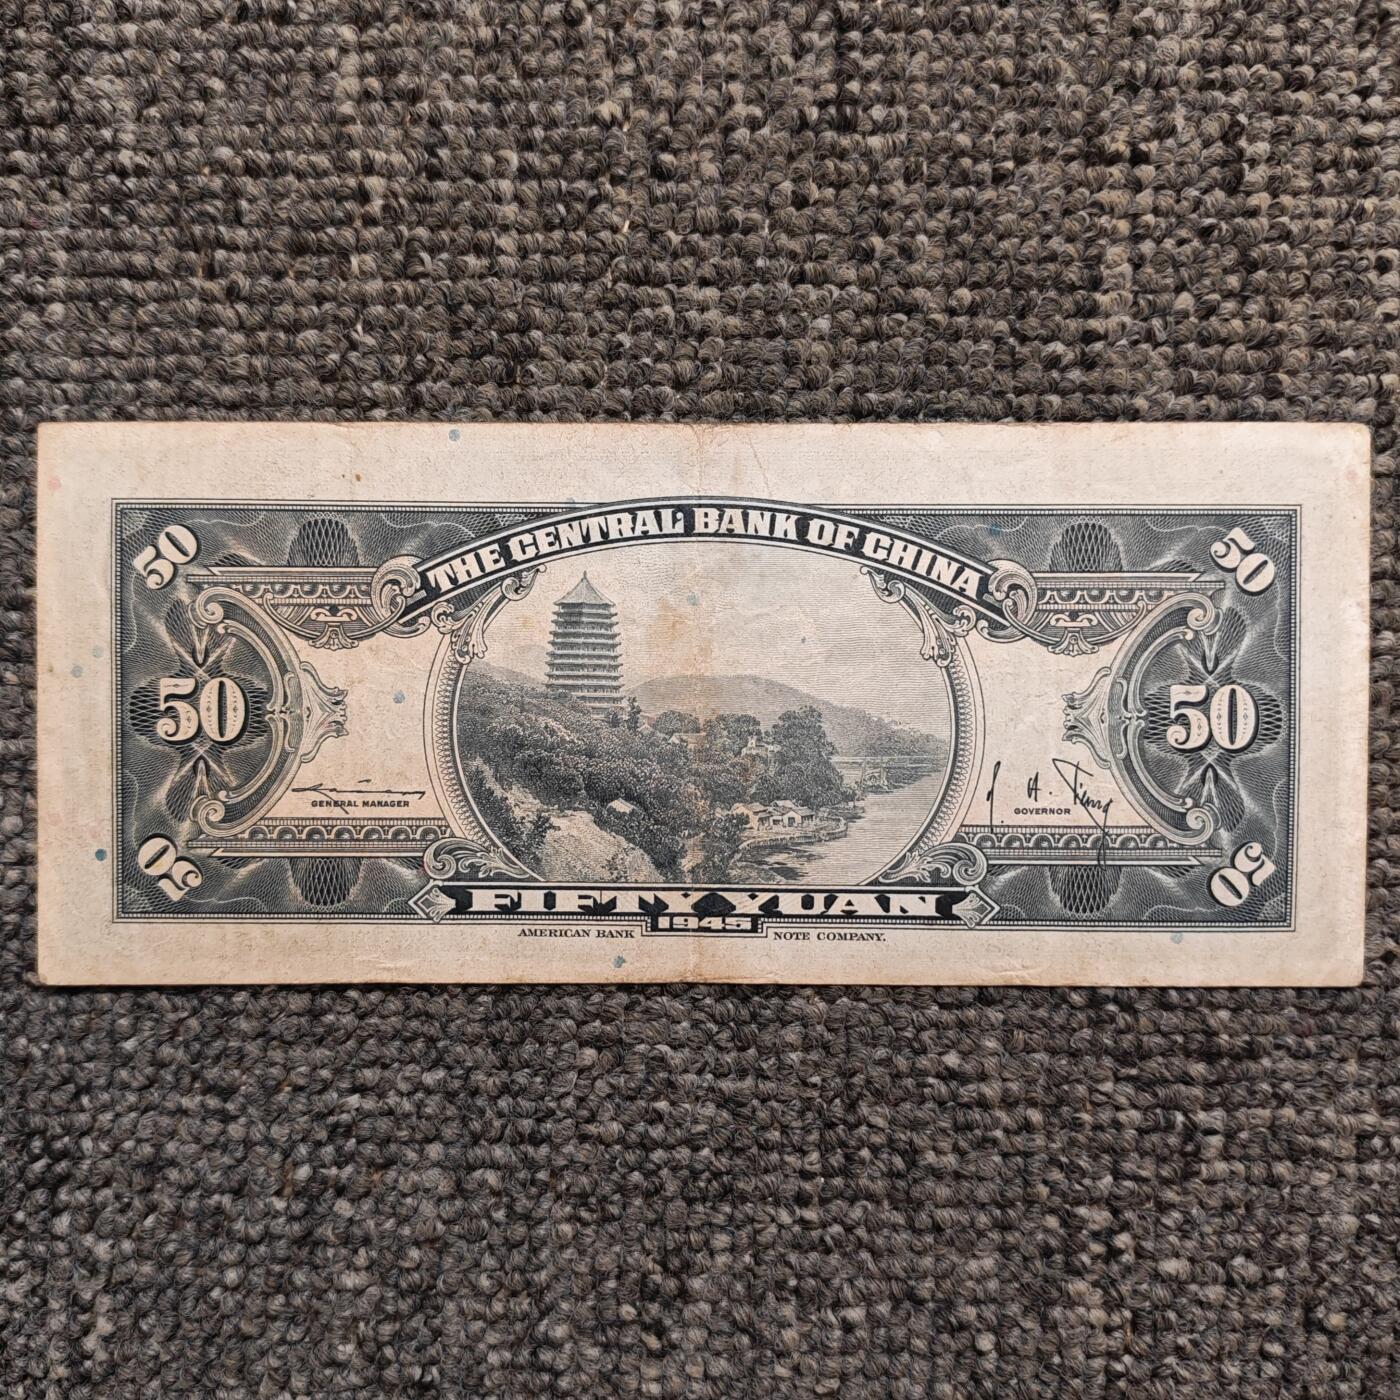 THE CENTRAL BANK OF CHINA
50 50
50 50
GENERAL MANAGER
GOVERNOR
50 50
FIFTY YUAN
1945
AMERICAN BANK NOTE COMPANY.